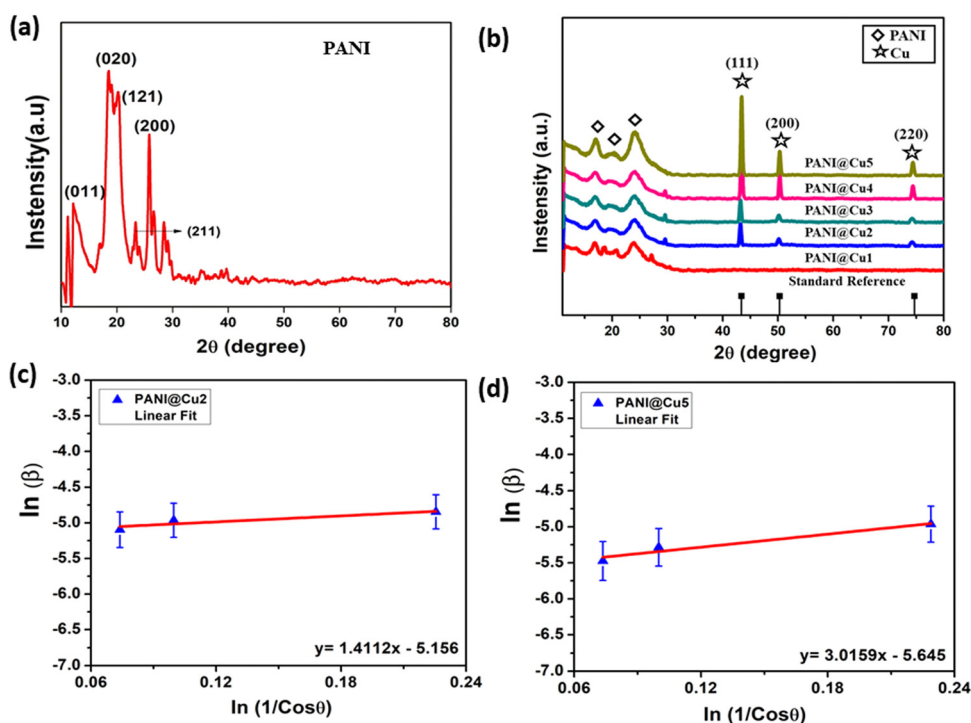 (a)
PANI
(020)
(121)
(200)
(011)
(211)
Instensity(a.u)
10 20 30 40 50 60 70 80
2θ (degree)
(b)
PANI
Cu
(111)
(200)
(220)
PANI@Cu5
PANI@Cu4
PANI@Cu3
PANI@Cu2
PANI@Cu1
Standard Reference
Instensity (a.u.)
20 30 40 50 60 70 80
2θ (degree)
(c)
PANI@Cu2
Linear Fit
-3.0
-3.5
-4.0
-4.5
-5.0
-5.5
-6.0
-6.5
-7.0
ln (β)
y= 1.4112x - 5.156
0.06 0.12 0.18 0.24
ln (1/Cosθ)
(d)
PANI@Cu5
Linear Fit
-3.0
-3.5
-4.0
-4.5
-5.0
-5.5
-6.0
-6.5
-7.0
ln (β)
y= 3.0159x - 5.645
0.06 0.12 0.18 0.24
ln (1/Cosθ)